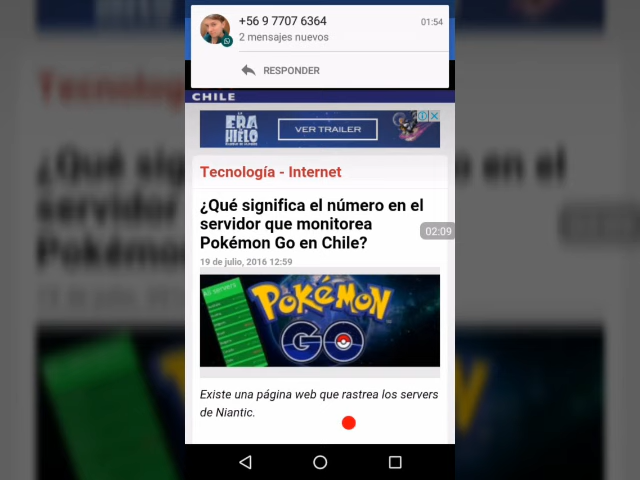 +56 9 7707 6364
01:54
2 mensajes nuevos
RESPONDER
CHILE
LA
ERA
HIELO
VER TRAILER
Tecnología - Internet
¿Qué significa el número en el
servidor que monitorea
Pokémon Go en Chile?
02:09
19 de julio, 2016 12:59
POKÉMON
GO
Existe una página web que rastrea los servers
de Niantic.